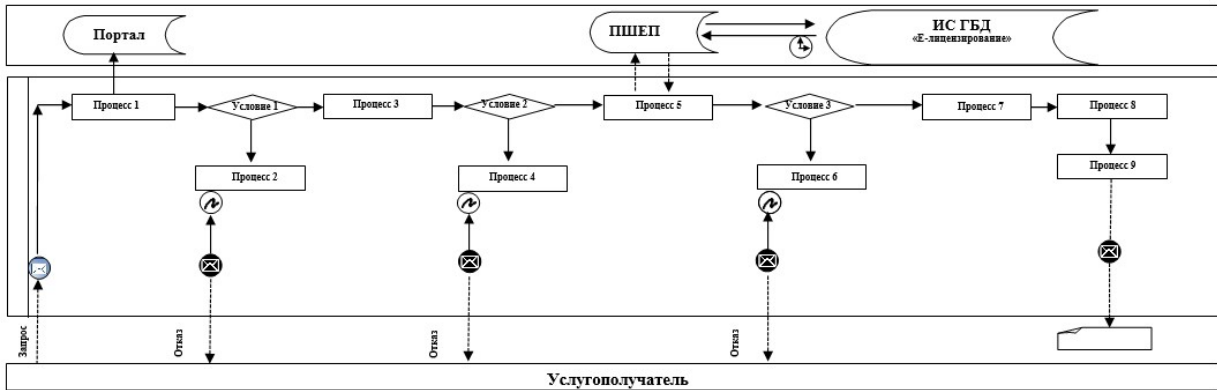 Портал
ПШЕП
ИС ГБД
«Е-лицензирование»
Процесс 1
Условие 1
Процесс 3
Условие 2
Процесс 5
Условие 3
Процесс 7
Процесс 8
Процесс 2
Процесс 4
Процесс 6
Процесс 9
Запрос
Отказ
Отказ
Отказ
Услугополучатель